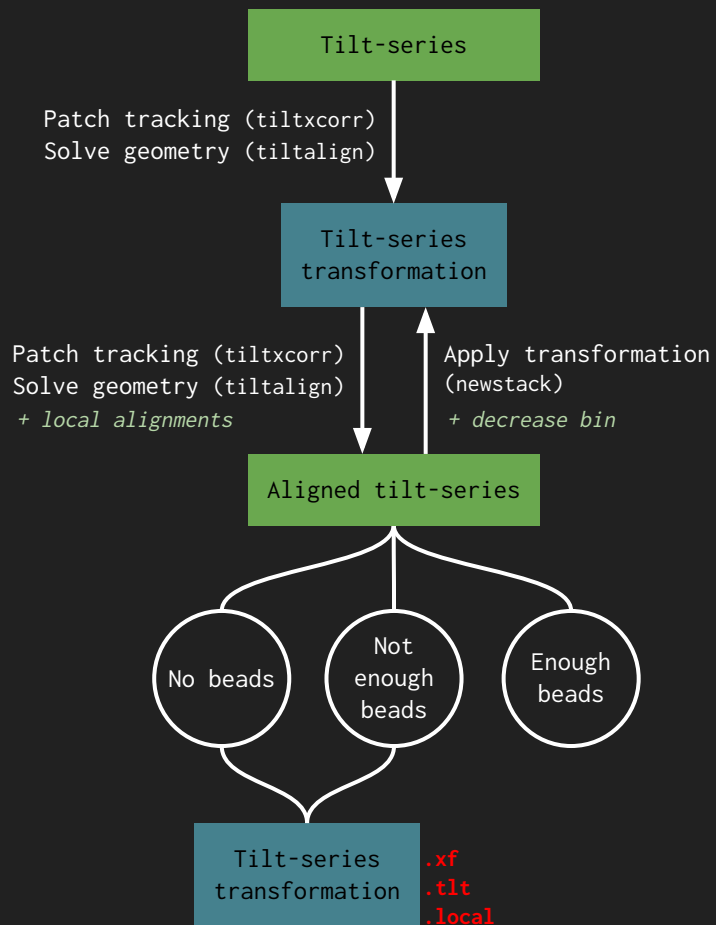 Tilt-series
Patch tracking (tiltxcorr)
Solve geometry (tiltalign)
Tilt-series
transformation
Patch tracking (tiltxcorr)
Solve geometry (tiltalign)
+ local alignments
Apply transformation
(newstack)
+ decrease bin
Aligned tilt-series
No beads
Not
enough
beads
Enough
beads
Tilt-series
transformation
.xf
.tlt
.local